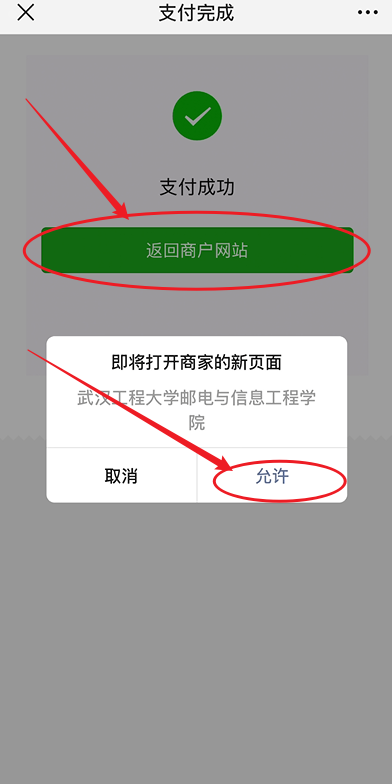 支付完成
支付成功
返回商户网站
即将打开商家的新页面
武汉工程大学邮电与信息工程学
院
取消
允许